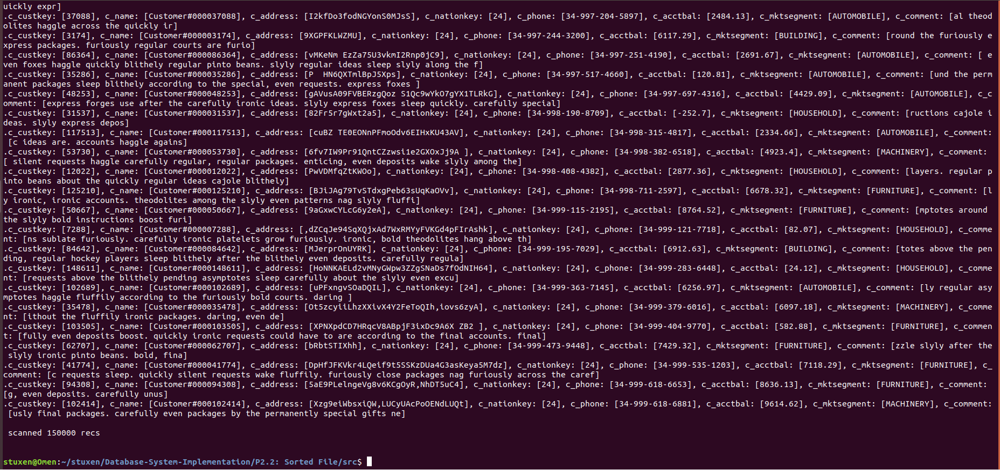 uickly expr]
.c_custkey: [37088], c_name: [Customer#000037088], c_address: [I2kfDo3fodNGYonS0MJsS], c_nationkey: [24], c_phone: [34-997-204-5897], c_acctbal: [2484.13], c_mktsegment: [AUTOMOBILE], c_comment: [al theod
olites haggle across the quickly ir]
.c_custkey: [3174], c_name: [Customer#000003174], c_address: [9XGPFKLWZMU], c_nationkey: [24], c_phone: [34-997-244-3200], c_acctbal: [6117.29], c_mktsegment: [BUILDING], c_comment: [round the furiously e
xpress packages. furiously regular courts are furio]
.c_custkey: [86364], c_name: [Customer#000086364], c_address: [vMKeNm EzZa75U3vkmI2Rnp0jC9], c_nationkey: [24], c_phone: [34-997-251-4190], c_acctbal: [2691.67], c_mktsegment: [AUTOMOBILE], c_comment: [ e
ven foxes haggle quickly blithely regular pinto beans. slyly regular ideas sleep slyly along the f]
.c_custkey: [35286], c_name: [Customer#000035286], c_address: [P  HN6QXTmlBpJ5Xps], c_nationkey: [24], c_phone: [34-997-517-4660], c_acctbal: [120.81], c_mktsegment: [AUTOMOBILE], c_comment: [und the perm
anent packages sleep blithely according to the special, even requests. express foxes ]
.c_custkey: [48253], c_name: [Customer#000048253], c_address: [gAVusA09FVBERzgQoz S1Qc9wYkO7gYX1TLRkG], c_nationkey: [24], c_phone: [34-997-697-4316], c_acctbal: [4429.09], c_mktsegment: [AUTOMOBILE], c_c
omment: [express forges use after the carefully ironic ideas. slyly express foxes sleep quickly. carefully special]
.c_custkey: [31537], c_name: [Customer#000031537], c_address: [82Fr5r7gWxt2a5], c_nationkey: [24], c_phone: [34-998-190-8709], c_acctbal: [-252.7], c_mktsegment: [HOUSEHOLD], c_comment: [ructions cajole i
deas. slyly express depos]
.c_custkey: [117513], c_name: [Customer#000117513], c_address: [cuBZ TE0EONnPFmoOdv6EIHxKU43AV], c_nationkey: [24], c_phone: [34-998-315-4817], c_acctbal: [2334.66], c_mktsegment: [AUTOMOBILE], c_comment:
 [c ideas are. accounts haggle agains]
.c_custkey: [53730], c_name: [Customer#000053730], c_address: [6fv7IW9Pr91QntCZzwsi1e2GXOxJj9A ], c_nationkey: [24], c_phone: [34-998-382-6518], c_acctbal: [4923.4], c_mktsegment: [MACHINERY], c_comment:
[ silent requests haggle carefully regular, regular packages. enticing, even deposits wake slyly among the]
.c_custkey: [12022], c_name: [Customer#000012022], c_address: [PwVDMfqZtKWOo], c_nationkey: [24], c_phone: [34-998-408-4382], c_acctbal: [2877.36], c_mktsegment: [HOUSEHOLD], c_comment: [layers. regular p
into beans about the quickly regular ideas cajole blithely]
.c_custkey: [125210], c_name: [Customer#000125210], c_address: [BJiJAg79TvSTdxgPeb63sUqKaOVv], c_nationkey: [24], c_phone: [34-998-711-2597], c_acctbal: [6678.32], c_mktsegment: [FURNITURE], c_comment: [l
y ironic, ironic accounts. theodolites among the slyly even patterns nag slyly fluffi]
.c_custkey: [50667], c_name: [Customer#000050667], c_address: [9aGxwCYLcG6y2eA], c_nationkey: [24], c_phone: [34-999-115-2195], c_acctbal: [8764.52], c_mktsegment: [FURNITURE], c_comment: [mptotes around
the slyly bold instructions boost furi]
.c_custkey: [7288], c_name: [Customer#000007288], c_address: [,dZCqJe94SqXQjxAd7WxRMYyFVKGd4pFIrAshk], c_nationkey: [24], c_phone: [34-999-121-7718], c_acctbal: [82.07], c_mktsegment: [HOUSEHOLD], c_comme
nt: [ns sublate furiously. carefully ironic platelets grow furiously. ironic, bold theodolites hang above th]
.c_custkey: [84642], c_name: [Customer#000084642], c_address: [MJerprOnUYRK], c_nationkey: [24], c_phone: [34-999-195-7029], c_acctbal: [6912.63], c_mktsegment: [BUILDING], c_comment: [totes above the pen
ding, regular hockey players sleep blithely after the blithely even deposits. carefully regula]
.c_custkey: [148611], c_name: [Customer#000148611], c_address: [HoNNKAELd2vMNyGWpw3ZZgSNaDs7fOdNIH64], c_nationkey: [24], c_phone: [34-999-283-6448], c_acctbal: [24.12], c_mktsegment: [HOUSEHOLD], c_comme
nt: [requests above the blithely pending asymptotes sleep carefully about the slyly even excu]
.c_custkey: [102689], c_name: [Customer#000102689], c_address: [uPFxngvSOaDQIL], c_nationkey: [24], c_phone: [34-999-363-7145], c_acctbal: [6256.97], c_mktsegment: [AUTOMOBILE], c_comment: [ly regular asy
mptotes haggle fluffily according to the furiously bold courts. daring ]
.c_custkey: [35478], c_name: [Customer#000035478], c_address: [Ot5zcyiiLhzXXivX4Y2FeToQIh,iovs6zyA], c_nationkey: [24], c_phone: [34-999-379-6016], c_acctbal: [6097.18], c_mktsegment: [MACHINERY], c_comme
nt: [ithout the fluffily ironic packages. daring, even de]
.c_custkey: [103505], c_name: [Customer#000103505], c_address: [XPNXpdCD7HRqcV8ABpjF3ixDc9A6X ZB2 ], c_nationkey: [24], c_phone: [34-999-404-9770], c_acctbal: [582.88], c_mktsegment: [FURNITURE], c_commen
t: [fully even deposits boost. quickly ironic requests could have to are according to the final accounts. final]
.c_custkey: [62707], c_name: [Customer#000062707], c_address: [bRbtSTIXhh], c_nationkey: [24], c_phone: [34-999-473-9448], c_acctbal: [7429.32], c_mktsegment: [FURNITURE], c_comment: [zzle slyly after the
 slyly ironic pinto beans. bold, fina]
.c_custkey: [41774], c_name: [Customer#000041774], c_address: [DpHfJFKVkr4LQeif9t5SSKzDUa4G3asKeya5M7dz], c_nationkey: [24], c_phone: [34-999-535-1203], c_acctbal: [7118.29], c_mktsegment: [FURNITURE], c_
comment: [c requests sleep. quickly silent requests wake fluffily. furiously close packages nag furiously across the caref]
.c_custkey: [94308], c_name: [Customer#000094308], c_address: [5aE9PLelngeVg8v6KCgOyR,NhDT5uC4], c_nationkey: [24], c_phone: [34-999-618-6653], c_acctbal: [8636.13], c_mktsegment: [FURNITURE], c_comment:
[g, even deposits. carefully unus]
.c_custkey: [102414], c_name: [Customer#000102414], c_address: [Xzg9eiWbsxiQW,LUCyUAcPoOENdLUQt], c_nationkey: [24], c_phone: [34-999-618-6881], c_acctbal: [9614.62], c_mktsegment: [MACHINERY], c_comment:
 [usly final packages. carefully even packages by the permanently special gifts ne]
 scanned 150000 recs
stuxen@Omen:~/stuxen/Database-System-Implementation/P2.2: Sorted File/src$